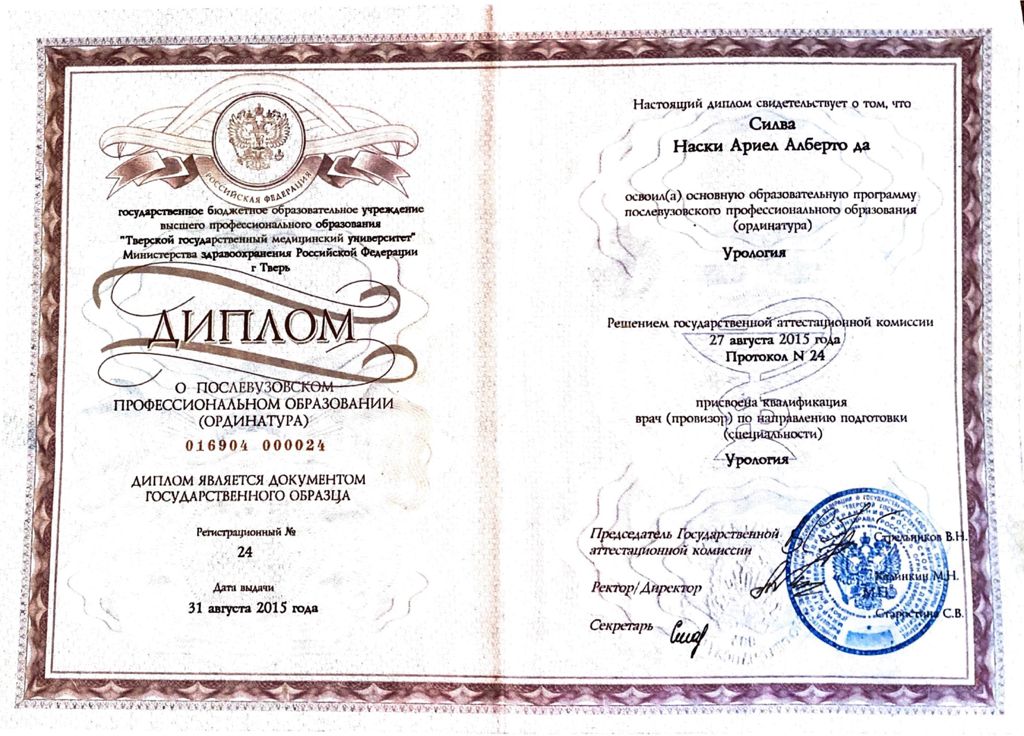 РОССИЙСКАЯ ФЕДЕРАЦИЯ
государственное бюджетное образовательное учреждение
высшего профессионального образования
"Тверской государственный медицинский университет"
Министерства здравоохранения Российской Федерации
г Тверь
ДИПЛОМ
О ПОСЛЕВУЗОВСКОМ
ПРОФЕССИОНАЛЬНОМ ОБРАЗОВАНИИ
(ОРДИНАТУРА)
016904 000024
ДИПЛОМ ЯВЛЯЕТСЯ ДОКУМЕНТОМ
ГОСУДАРСТВЕННОГО ОБРАЗЦА
Регистрационный №
24
Дата выдачи
31 августа 2015 года
Настоящий диплом свидетельствует о том, что
Силва
Наски Ариел Алберто да
освоил(а) основную образовательную программу
послевузовского профессионального образования
(ординатура)
Урология
Решением государственной аттестационной комиссии
27 августа 2015 года
Протокол N 24
присвоена квалификация
врач (провизор) по направлению подготовки
(специальности)
Урология
Председатель Государственной
аттестационной комиссии
Стрельников В.Н.
Ректор/Директор
Калинкин М.Н.
М.П.
Секретарь
Старостина С.В.